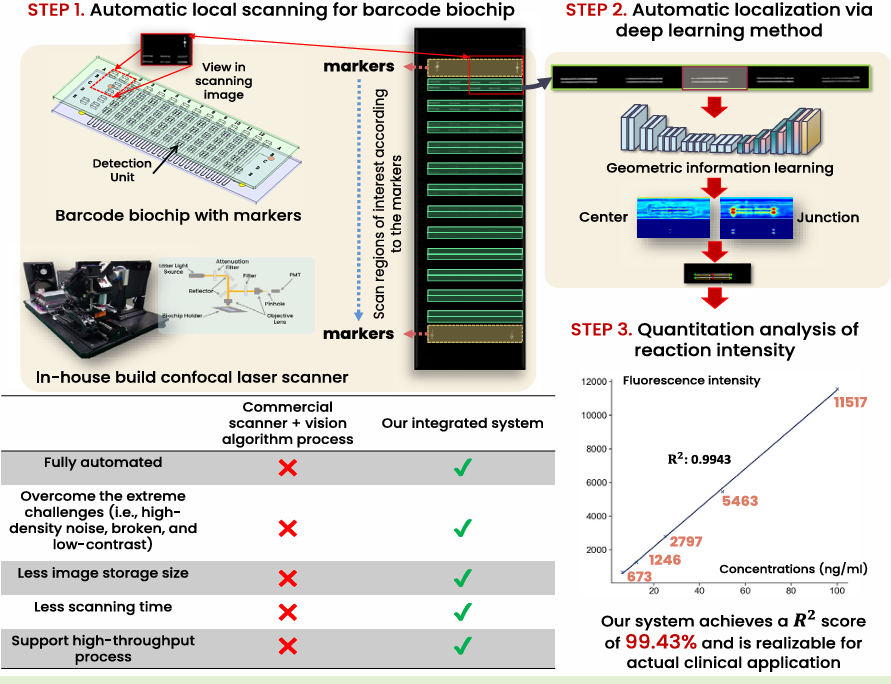 STEP 1. Automatic local scanning for barcode biochip
View in
scanning
image
Detection
Unit
Barcode biochip with markers
markers
Scan regions of interest according
to the markers
markers
Laser Light
Source
Attenuation
Filter
Filter
PMT
Reflector
Pinhole
Biochip Holder
Objective
Lens
In-house build confocal laser scanner
STEP 2. Automatic localization via
deep learning method
Geometric information learning
Center
Junction
STEP 3. Quantitation analysis of
reaction intensity
Fluorescence intensity
12000
10000
8000
6000
4000
2000
R²: 0.9943
11517
5463
2797
1246
673
Concentrations (ng/ml)
20
40
60
80
100
Our system achieves a R² score
of 99.43% and is realizable for
actual clinical application
Commercial
scanner + vision
algorithm process
Our integrated system
Fully automated
Overcome the extreme
challenges (i.e., high-
density noise, broken, and
low-contrast)
Less image storage size
Less scanning time
Support high-throughput
process